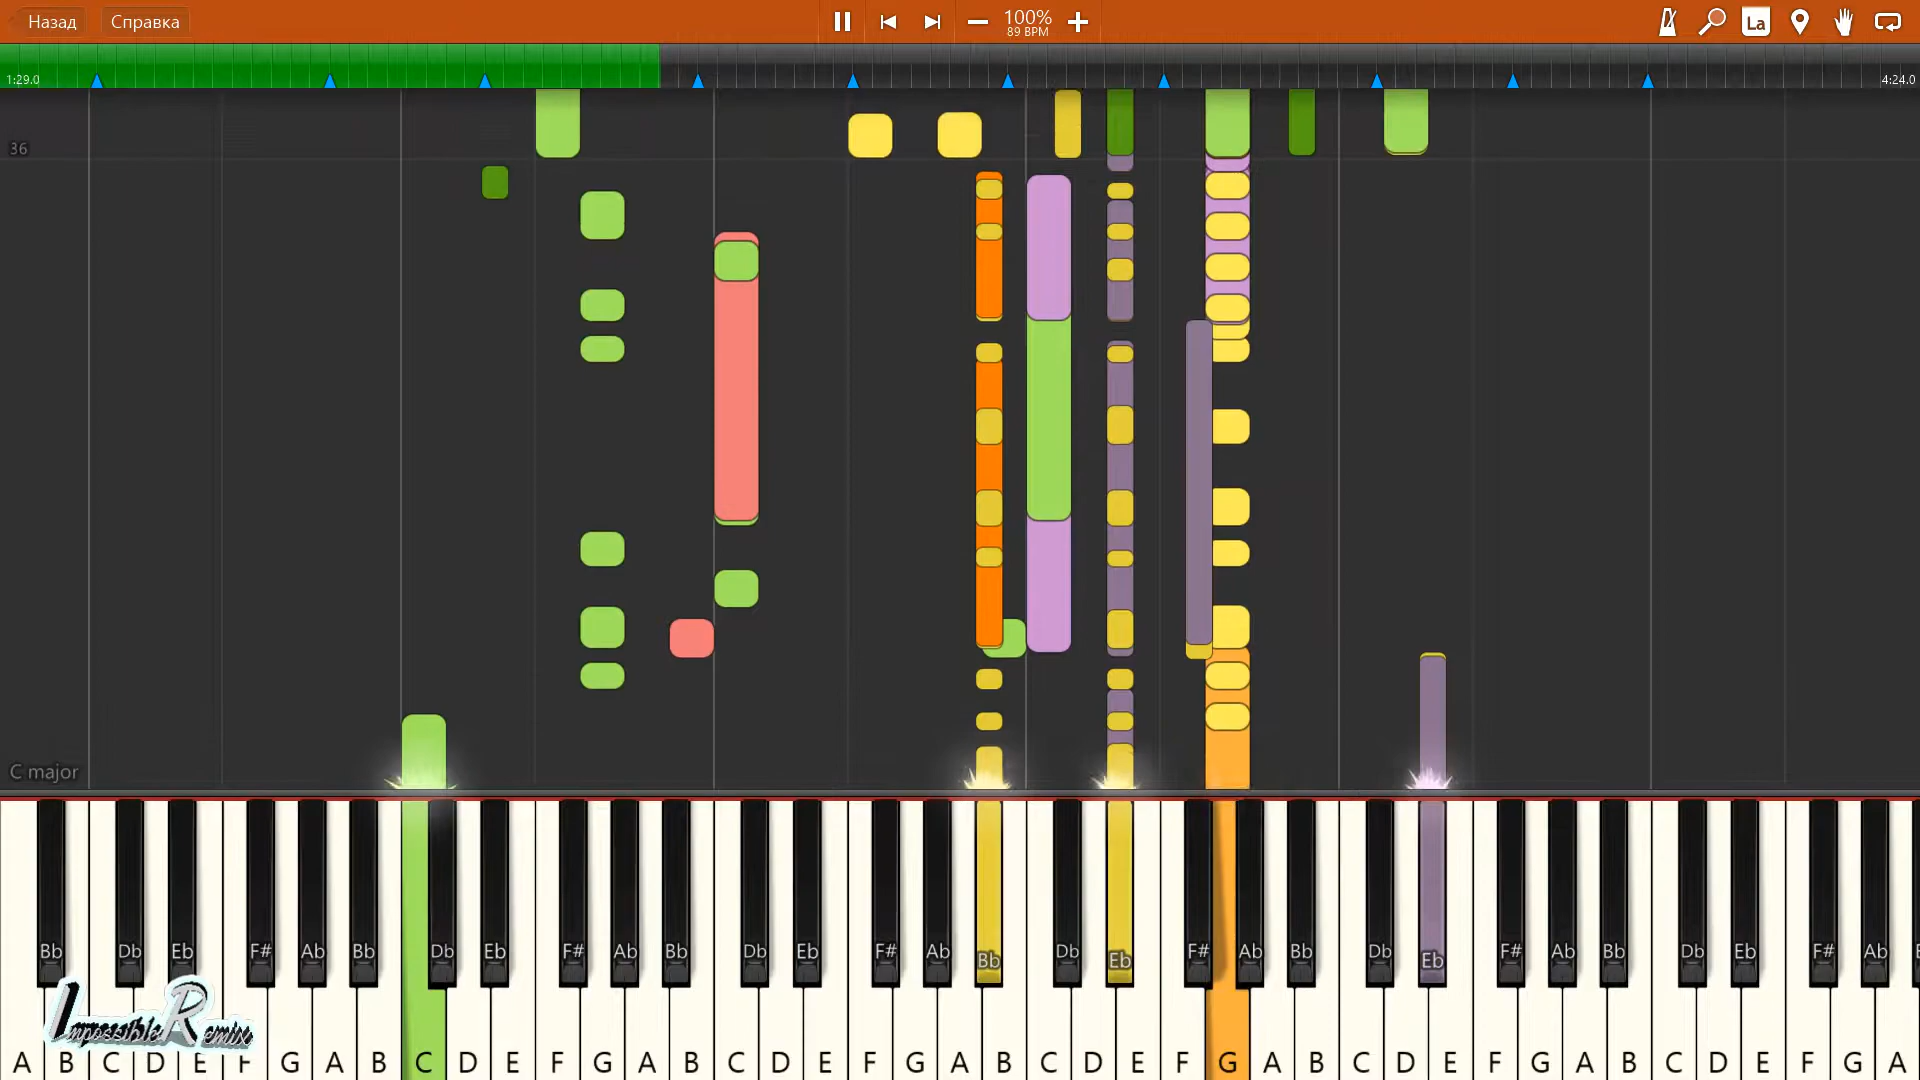 Назад Справка 100% La
89 BPM
1:29.0 4:24.0
36
C major
Bb Db Eb F# Ab Bb Db Eb F# Ab Bb Db Eb F# Ab Bb Db Eb F# Ab Bb Db Eb F# Ab Bb Db Eb F# Ab
Impossible Remix
A B C D E F G A B C D E F G A B C D E F G A B C D E F G A B C D E F G A B C D E F G A